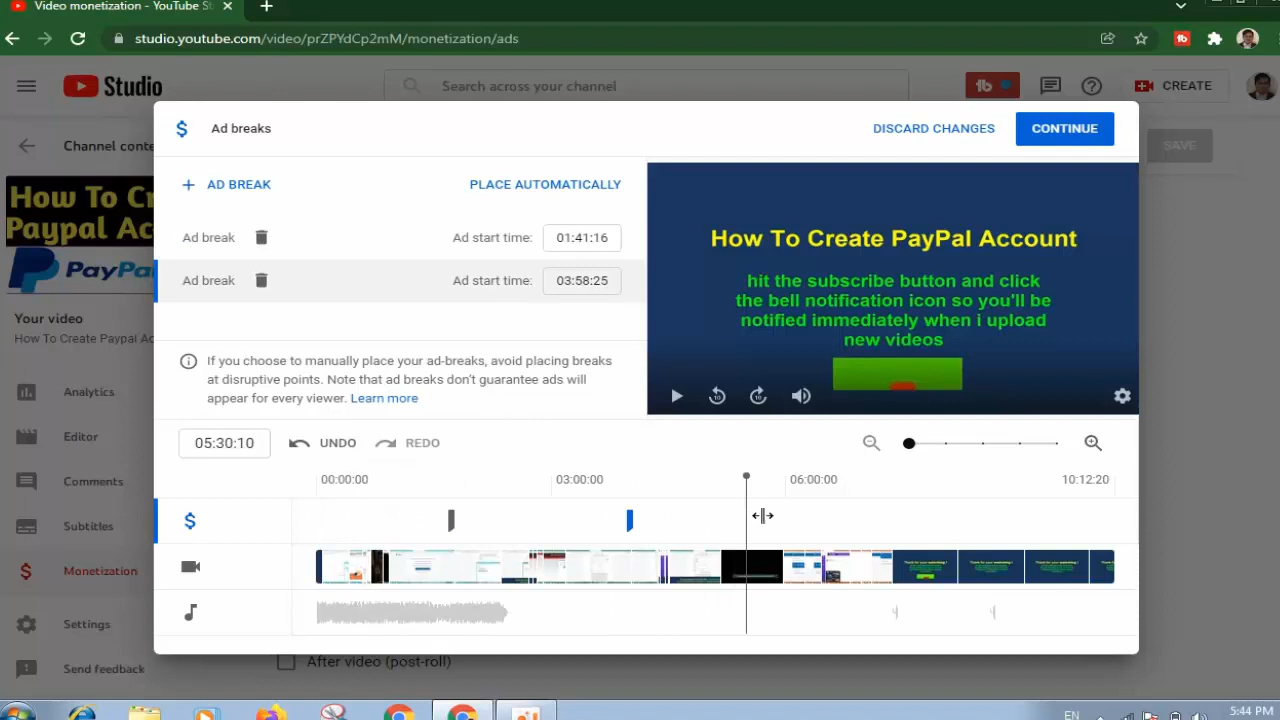 Video monetization - YouTube St
studio.youtube.com/video/prZPYdCp2mM/monetization/ads
Studio
Search across your channel
CREATE
Channel conte
SAVE
Ad breaks
DISCARD CHANGES
CONTINUE
+ AD BREAK
PLACE AUTOMATICALLY
Ad break
Ad start time:
01:41:16
Ad break
Ad start time:
03:58:25
If you choose to manually place your ad-breaks, avoid placing breaks
at disruptive points. Note that ad breaks don't guarantee ads will
appear for every viewer. Learn more
How To Create PayPal Account
hit the subscribe button and click
the bell notification icon so you'll be
notified immediately when i upload
new videos
How To Cr
Paypal Ac
PayPa
Your video
How To Create Paypal Ac
Analytics
Editor
Comments
Subtitles
Monetization
Settings
Send feedback
05:30:10
UNDO
REDO
00:00:00
03:00:00
06:00:00
10:12:20
After video (post-roll)
EN
5:44 PM